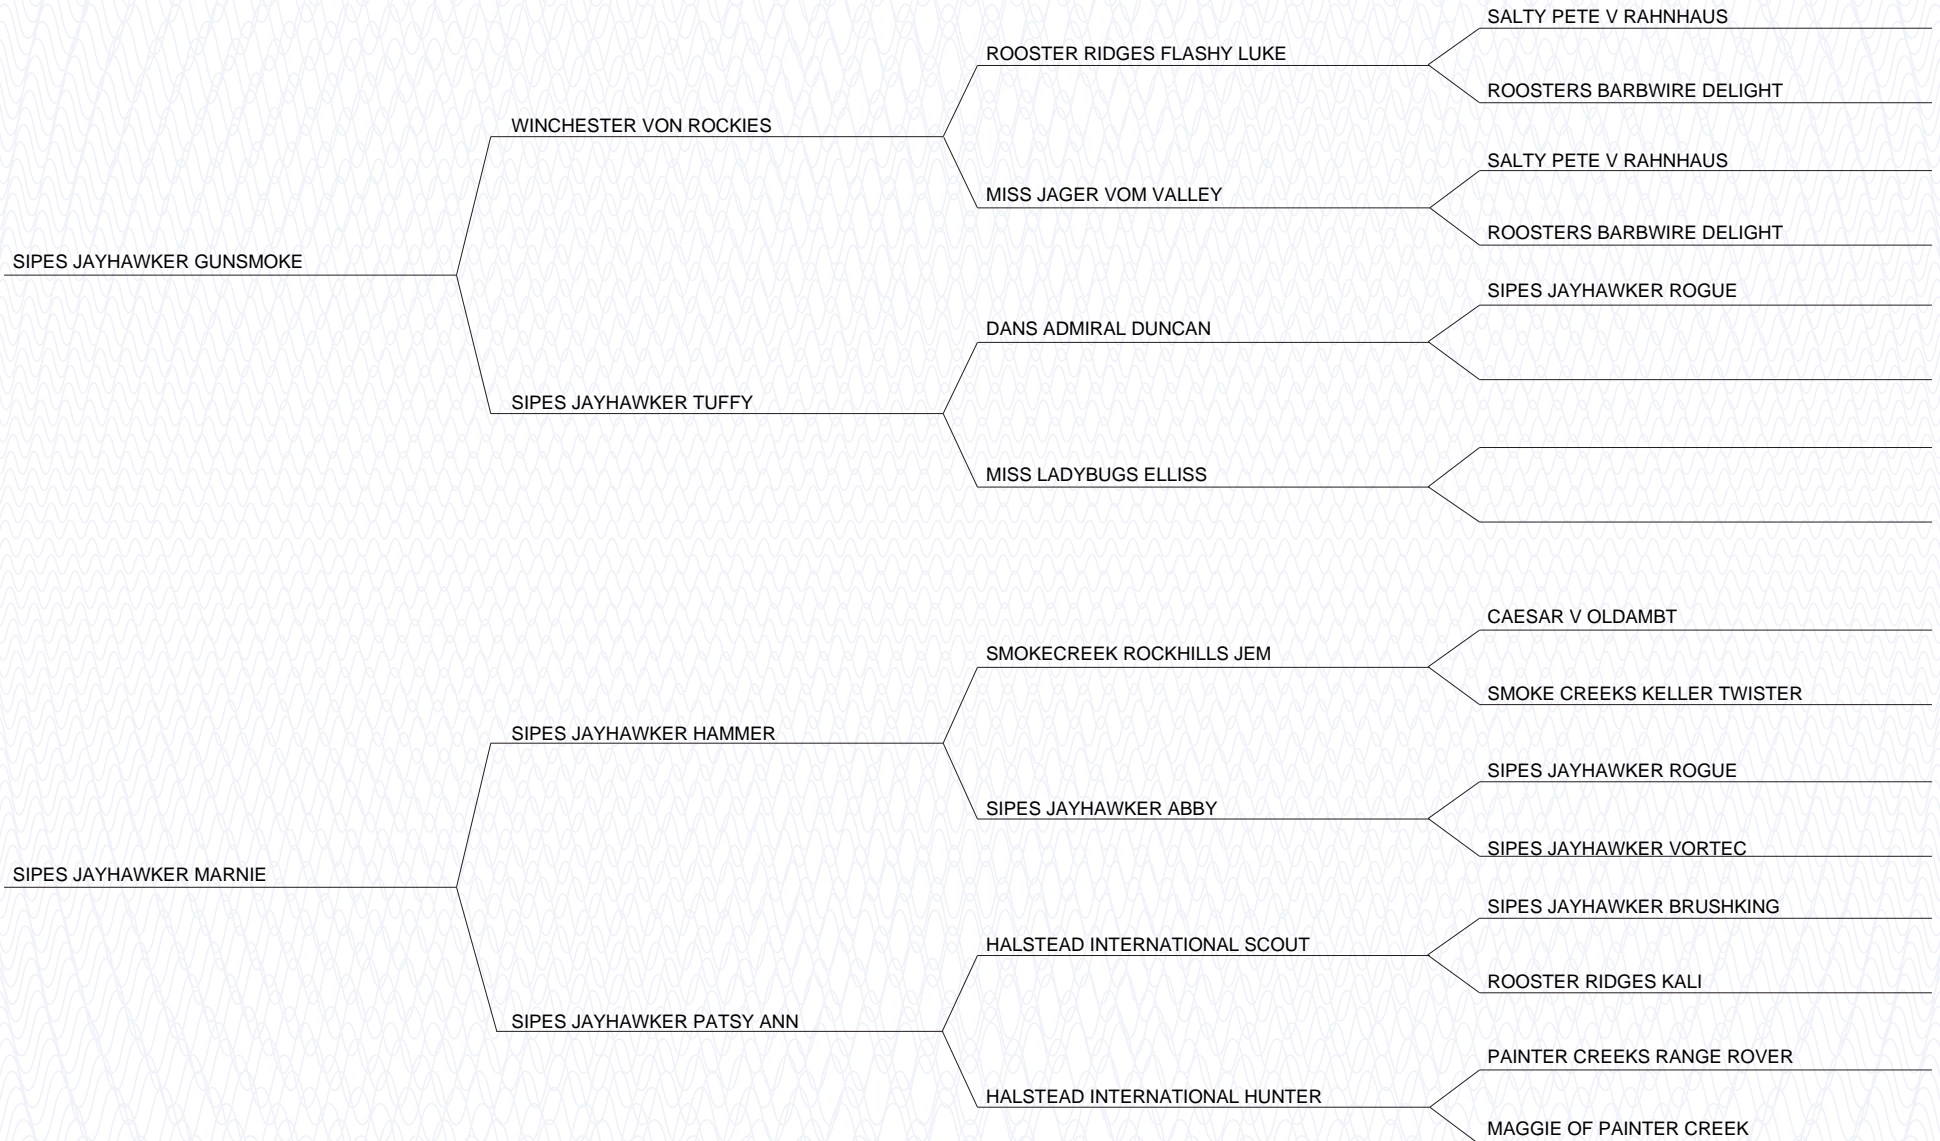 SALTY PETE V RAHNHAUS
ROOSTER RIDGES FLASHY LUKE
ROOSTERS BARBWIRE DELIGHT
WINCHESTER VON ROCKIES
SALTY PETE V RAHNHAUS
MISS JAGER VOM VALLEY
ROOSTERS BARBWIRE DELIGHT
SIPES JAYHAWKER GUNSMOKE
SIPES JAYHAWKER ROGUE
DANS ADMIRAL DUNCAN
SIPES JAYHAWKER TUFFY
MISS LADYBUGS ELLISS
CAESAR V OLDAMBT
SMOKECREEK ROCKHILLS JEM
SMOKE CREEKS KELLER TWISTER
SIPES JAYHAWKER HAMMER
SIPES JAYHAWKER ROGUE
SIPES JAYHAWKER ABBY
SIPES JAYHAWKER VORTEC
SIPES JAYHAWKER MARNIE
SIPES JAYHAWKER BRUSHKING
HALSTEAD INTERNATIONAL SCOUT
ROOSTER RIDGES KALI
SIPES JAYHAWKER PATSY ANN
PAINTER CREEKS RANGE ROVER
HALSTEAD INTERNATIONAL HUNTER
MAGGIE OF PAINTER CREEK